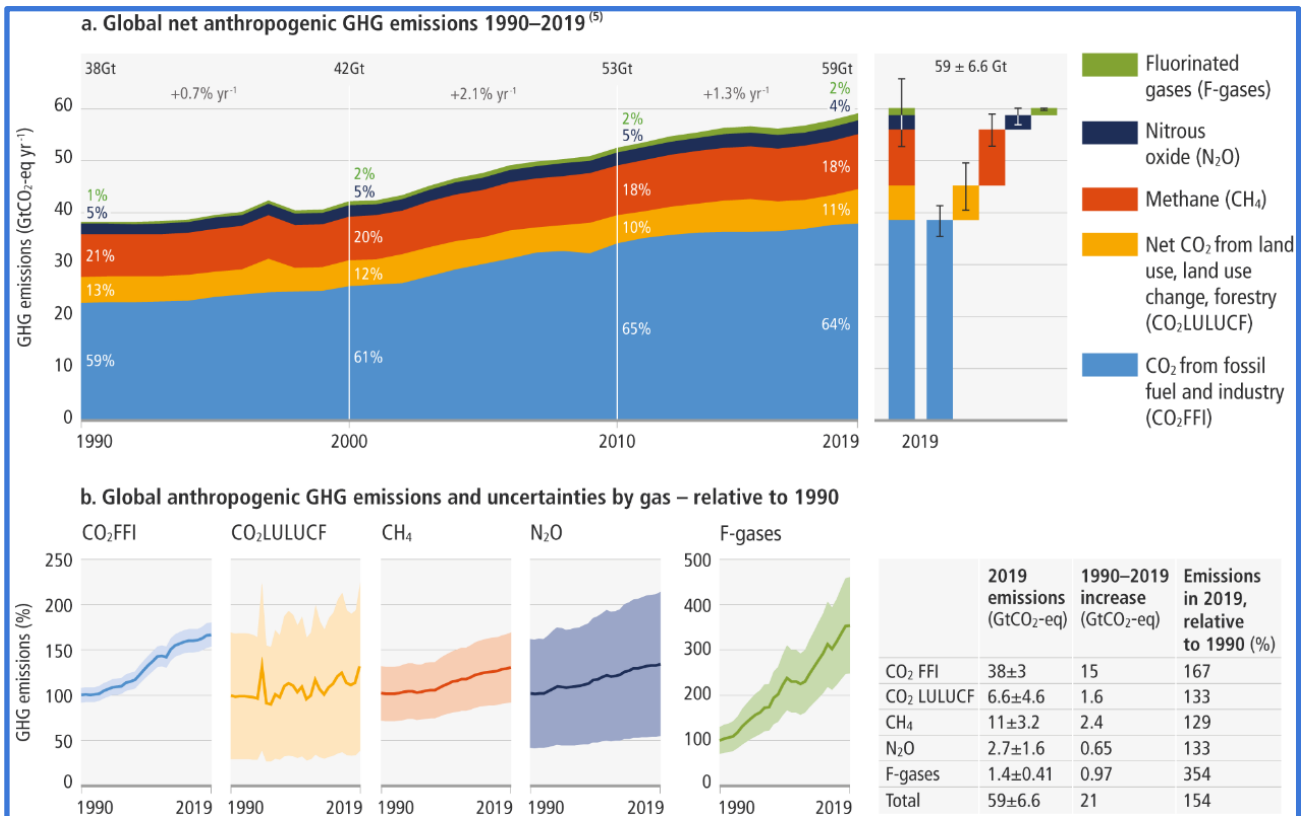 a. Global net anthropogenic GHG emissions 1990–2019 (5)
GHG emissions (GtCO₂-eq yr⁻¹)
60
50
40
30
20
10
0
38Gt
42Gt
53Gt
59Gt
+0.7% yr⁻¹
+2.1% yr⁻¹
+1.3% yr⁻¹
1%
5%
21%
13%
59%
2%
5%
20%
12%
61%
2%
5%
18%
10%
65%
2%
4%
18%
11%
64%
1990
2000
2010
2019
59 ± 6.6 Gt
2019
Fluorinated
gases (F-gases)
Nitrous
oxide (N₂O)
Methane (CH₄)
Net CO₂ from land
use, land use
change, forestry
(CO₂LULUCF)
CO₂ from fossil
fuel and industry
(CO₂FFI)
b. Global anthropogenic GHG emissions and uncertainties by gas – relative to 1990
GHG emissions (%)
CO₂FFI
250
200
150
100
50
0
1990 2019
CO₂LULUCF
1990 2019
CH₄
1990 2019
N₂O
1990 2019
F-gases
500
400
300
200
100
0
1990 2019
2019 1990–2019 Emissions
emissions increase in 2019,
(GtCO₂-eq) (GtCO₂-eq) relative
to 1990 (%)
CO₂ FFI 38±3 15 167
CO₂ LULUCF 6.6±4.6 1.6 133
CH₄ 11±3.2 2.4 129
N₂O 2.7±1.6 0.65 133
F-gases 1.4±0.41 0.97 354
Total 59±6.6 21 154